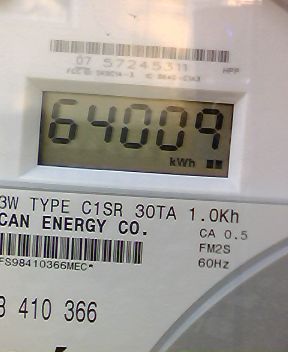 07 57245311
64009
kWh
3W TYPE C1SR 30TA 1.0Kh
CAN ENERGY CO.
CA 0.5
FM2S
FS98410366MEC*
60Hz
8 410 366